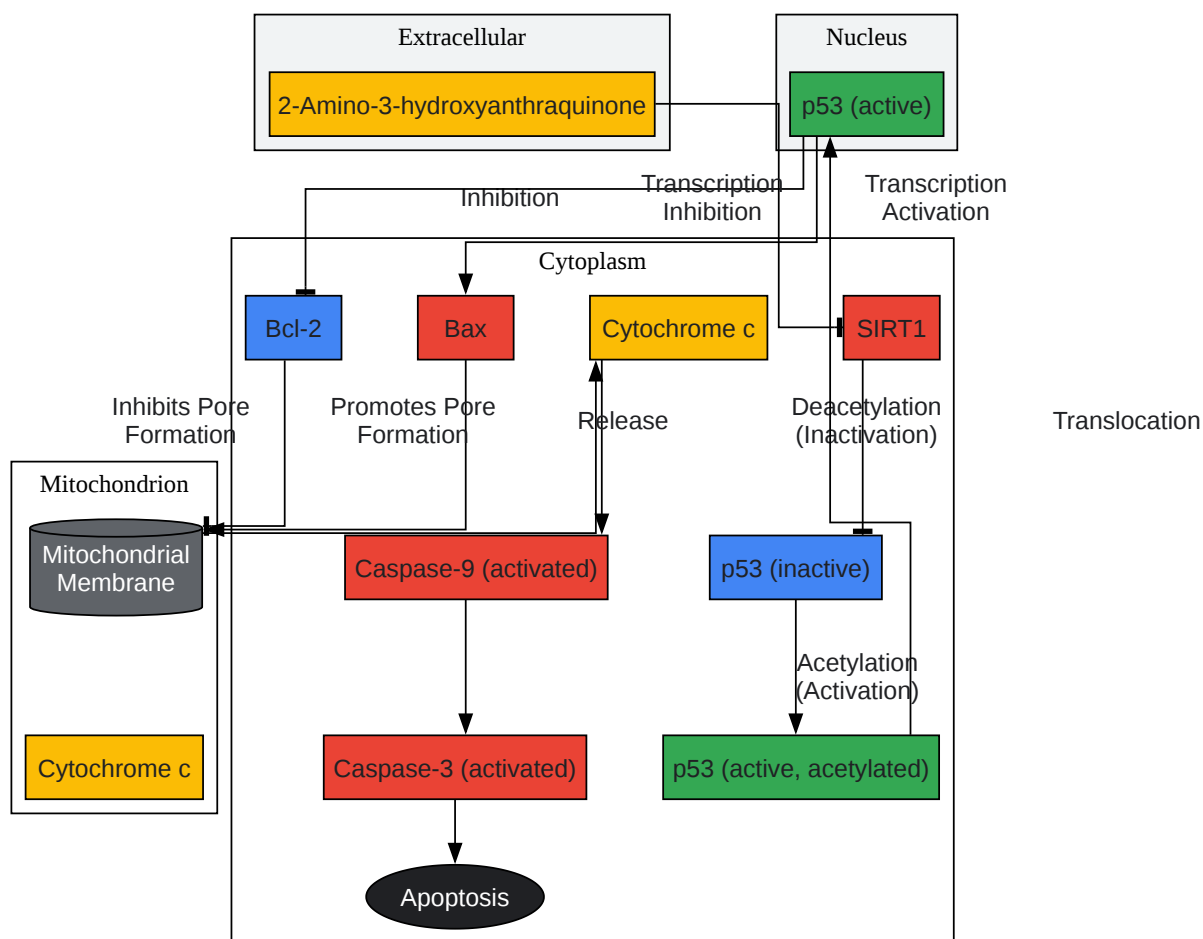 Extracellular
Nucleus
2-Amino-3-hydroxyanthraquinone
p53 (active)
Inhibition
Transcription
Inhibition
Transcription
Activation
Cytoplasm
Bcl-2
Bax
Cytochrome c
SIRT1
Inhibits Pore
Formation
Promotes Pore
Formation
Release
Deacetylation
(Inactivation)
Translocation
Mitochondrion
Mitochondrial
Membrane
Caspase-9 (activated)
p53 (inactive)
Acetylation
(Activation)
Cytochrome c
Caspase-3 (activated)
p53 (active, acetylated)
Apoptosis